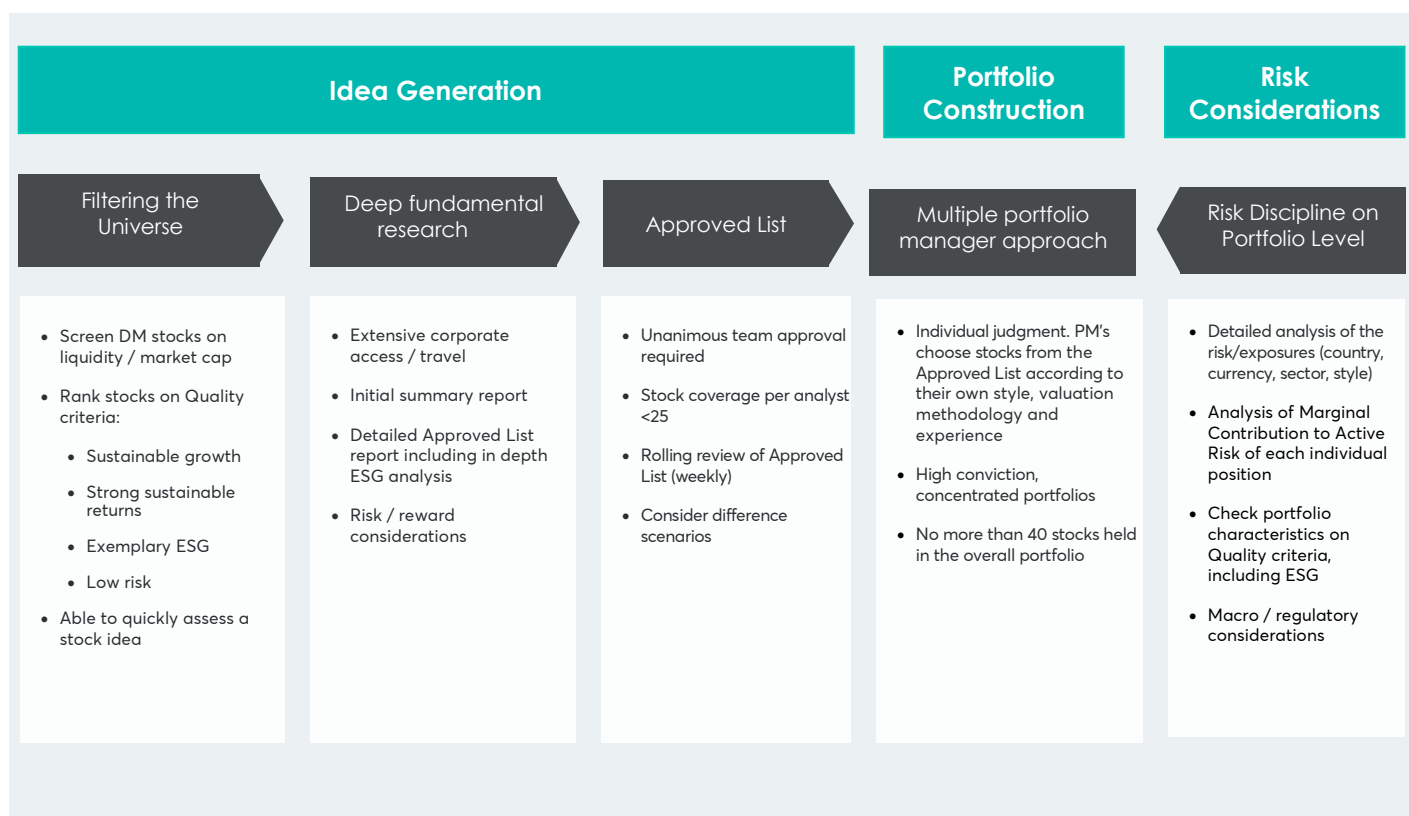 Idea Generation
Portfolio
Construction
Risk
Considerations
Filtering the
Universe
• Screen DM stocks on
liquidity / market cap
• Rank stocks on Quality
criteria:
• Sustainable growth
• Strong sustainable
returns
• Exemplary ESG
• Low risk
• Able to quickly assess a
stock idea
Deep fundamental
research
• Extensive corporate
access / travel
• Initial summary report
• Detailed Approved List
report including in depth
ESG analysis
• Risk / reward
considerations
Approved List
• Unanimous team approval
required
• Stock coverage per analyst
<25
• Rolling review of Approved
List (weekly)
• Consider difference
scenarios
Multiple portfolio
manager approach
• Individual judgment. PM's
choose stocks from the
Approved List according to
their own style, valuation
methodology and
experience
• High conviction,
concentrated portfolios
• No more than 40 stocks held
in the overall portfolio
Risk Discipline on
Portfolio Level
• Detailed analysis of the
risk/exposures (country,
currency, sector, style)
• Analysis of Marginal
Contribution to Active
Risk of each individual
position
• Check portfolio
characteristics on
Quality criteria,
including ESG
• Macro / regulatory
considerations